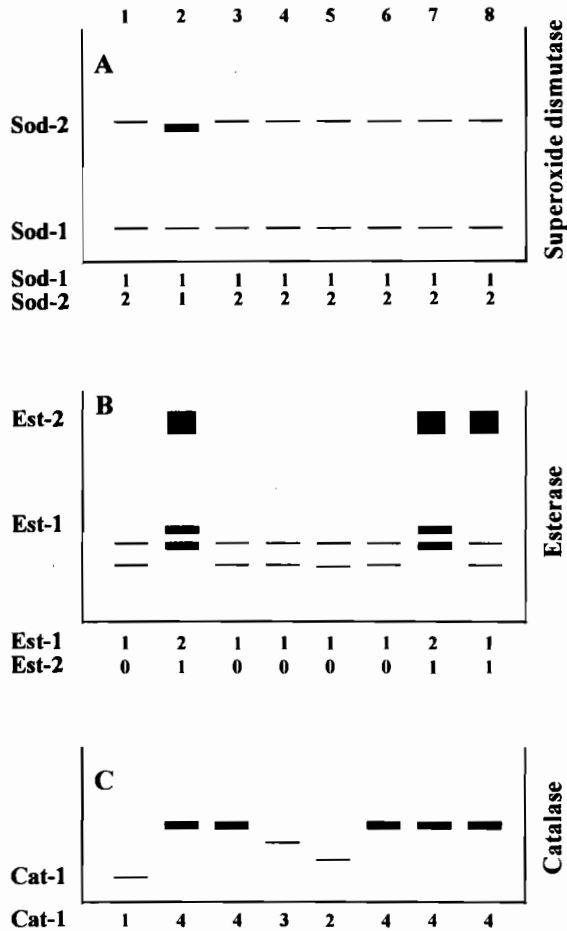 1 2 3 4 5 6 7 8
A
Sod-2
Sod-1
Superoxide dismutase
Sod-1 1 1 1 1 1 1 1 1
Sod-2 2 1 2 2 2 2 2 2
B
Est-2
Est-1
Esterase
Est-1 1 2 1 1 1 1 2 1
Est-2 0 1 0 0 0 0 1 1
C
Cat-1
Catalase
Cat-1 1 4 4 3 2 4 4 4